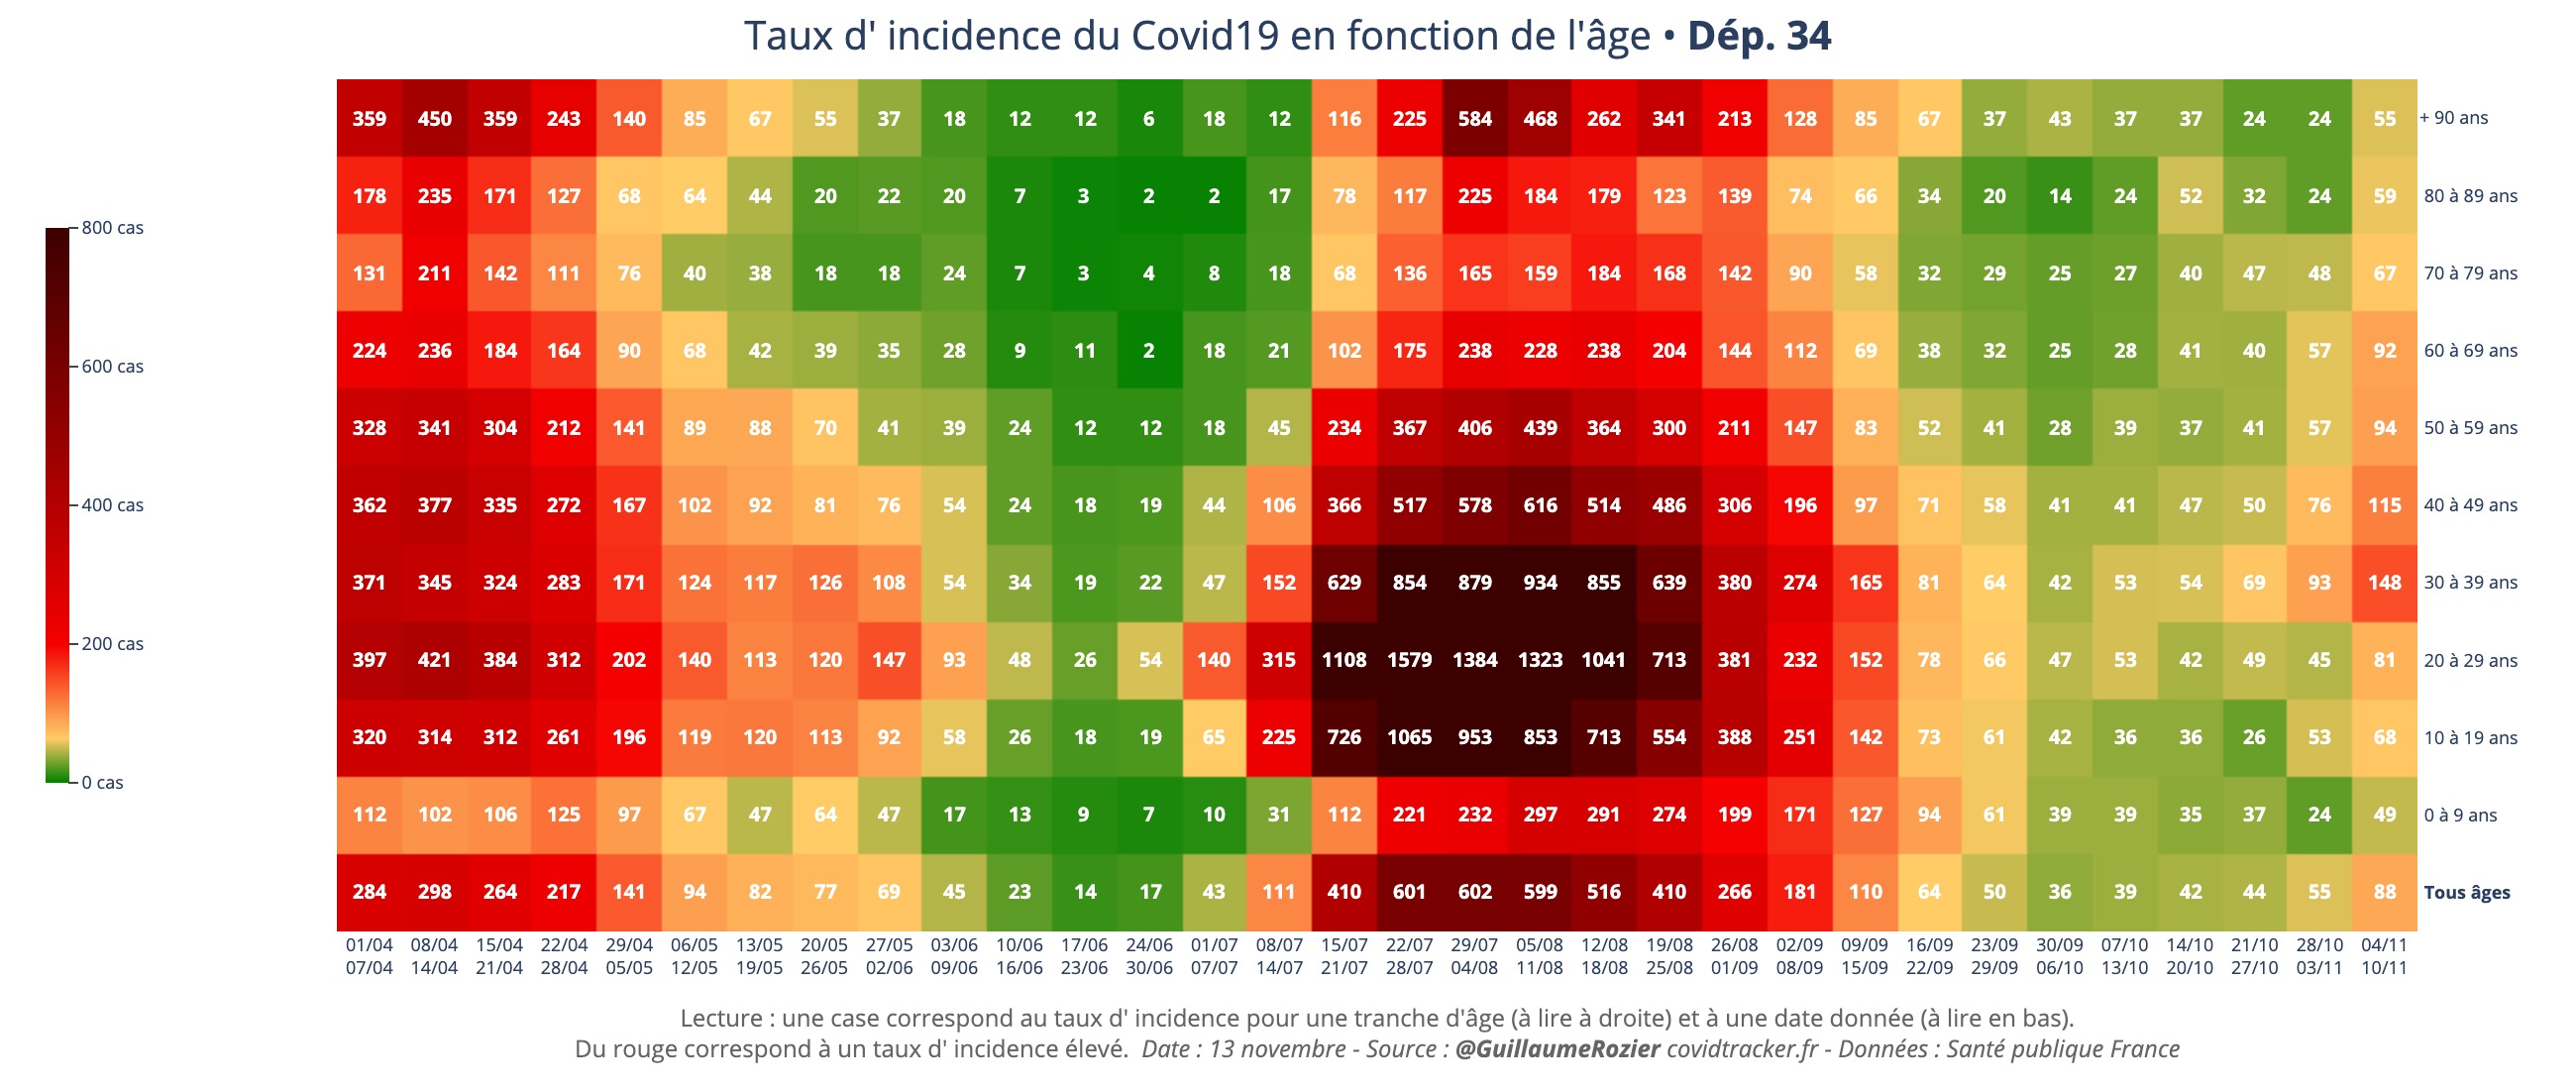 Taux d' incidence du Covid19 en fonction de l'âge • Dép. 34
800 cas
600 cas
400 cas
200 cas
0 cas
359 450 359 243 140 85 67 55 37 18 12 12 6 18 12 116 225 584 468 262 341 213 128 85 67 37 43 37 37 24 24 55 + 90 ans
178 235 171 127 68 64 44 20 22 20 7 3 2 2 17 78 117 225 184 179 123 139 74 66 34 20 14 24 52 32 24 59 80 à 89 ans
131 211 142 111 76 40 38 18 18 24 7 3 4 8 18 68 136 165 159 184 168 142 90 58 32 29 25 27 40 47 48 67 70 à 79 ans
224 236 184 164 90 68 42 39 35 28 9 11 2 18 21 102 175 238 228 238 204 144 112 69 38 32 25 28 41 40 57 92 60 à 69 ans
328 341 304 212 141 89 88 70 41 39 24 12 12 18 45 234 367 406 439 364 300 211 147 83 52 41 28 39 37 41 57 94 50 à 59 ans
362 377 335 272 167 102 92 81 76 54 24 18 19 44 106 366 517 578 616 514 486 306 196 97 71 58 41 41 47 50 76 115 40 à 49 ans
371 345 324 283 171 124 117 126 108 54 34 19 22 47 152 629 854 879 934 855 639 380 274 165 81 64 42 53 54 69 93 148 30 à 39 ans
397 421 384 312 202 140 113 120 147 93 48 26 54 140 315 1108 1579 1384 1323 1041 713 381 232 152 78 66 47 53 42 49 45 81 20 à 29 ans
320 314 312 261 196 119 120 113 92 58 26 18 19 65 225 726 1065 953 853 713 554 388 251 142 73 61 42 36 36 26 53 68 10 à 19 ans
112 102 106 125 97 67 47 64 47 17 13 9 7 10 31 112 221 232 297 291 274 199 171 127 94 61 39 39 35 37 24 49 0 à 9 ans
284 298 264 217 141 94 82 77 69 45 23 14 17 43 111 410 601 602 599 516 410 266 181 110 64 50 36 39 42 44 55 88 Tous âges
01/04 08/04 15/04 22/04 29/04 06/05 13/05 20/05 27/05 03/06 10/06 17/06 24/06 01/07 08/07 15/07 22/07 29/07 05/08 12/08 19/08 26/08 02/09 09/09 16/09 23/09 30/09 07/10 14/10 21/10 28/10 04/11
07/04 14/04 21/04 28/04 05/05 12/05 19/05 26/05 02/06 09/06 16/06 23/06 30/06 07/07 14/07 21/07 28/07 04/08 11/08 18/08 25/08 01/09 08/09 15/09 22/09 29/09 06/10 13/10 20/10 27/10 03/11 10/11
Lecture : une case correspond au taux d' incidence pour une tranche d'âge (à lire à droite) et à une date donnée (à lire en bas).
Du rouge correspond à un taux d' incidence élevé. Date : 13 novembre - Source : @GuillaumeRozier covidtracker.fr - Données : Santé publique France